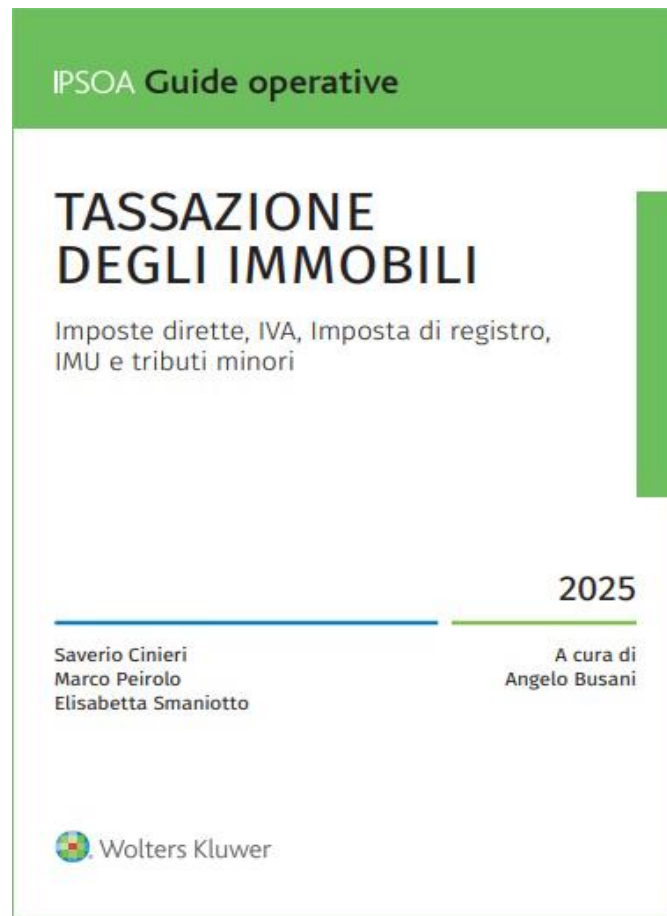 IPSOA Guide operative
TASSAZIONE
DEGLI IMMOBILI
Imposte dirette, IVA, Imposta di registro,
IMU e tributi minori
2025
Saverio Cinieri
Marco Peirolo
Elisabetta Smaniotto
A cura di
Angelo Busani
Wolters Kluwer